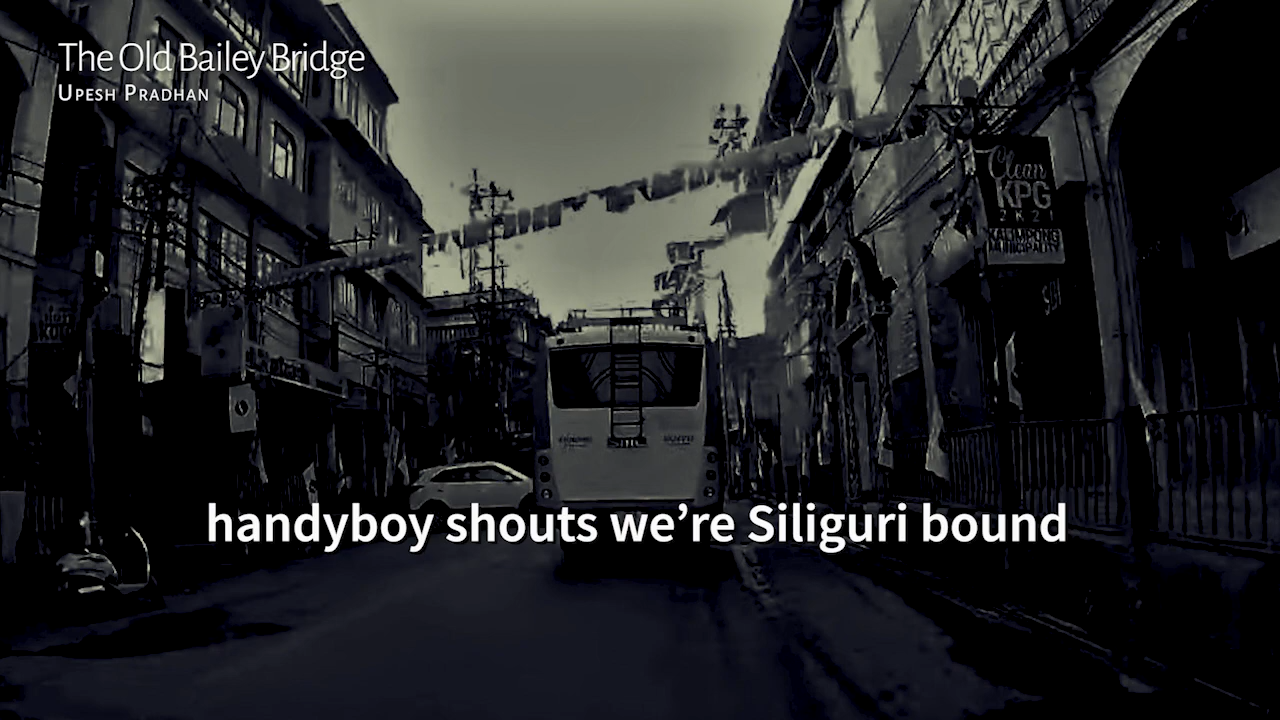 The Old Bailey Bridge
Upesh Pradhan
Clean
KPG
2K21
KALIMPONG
MUNICIPALITY
handyboy shouts we’re Siliguri bound